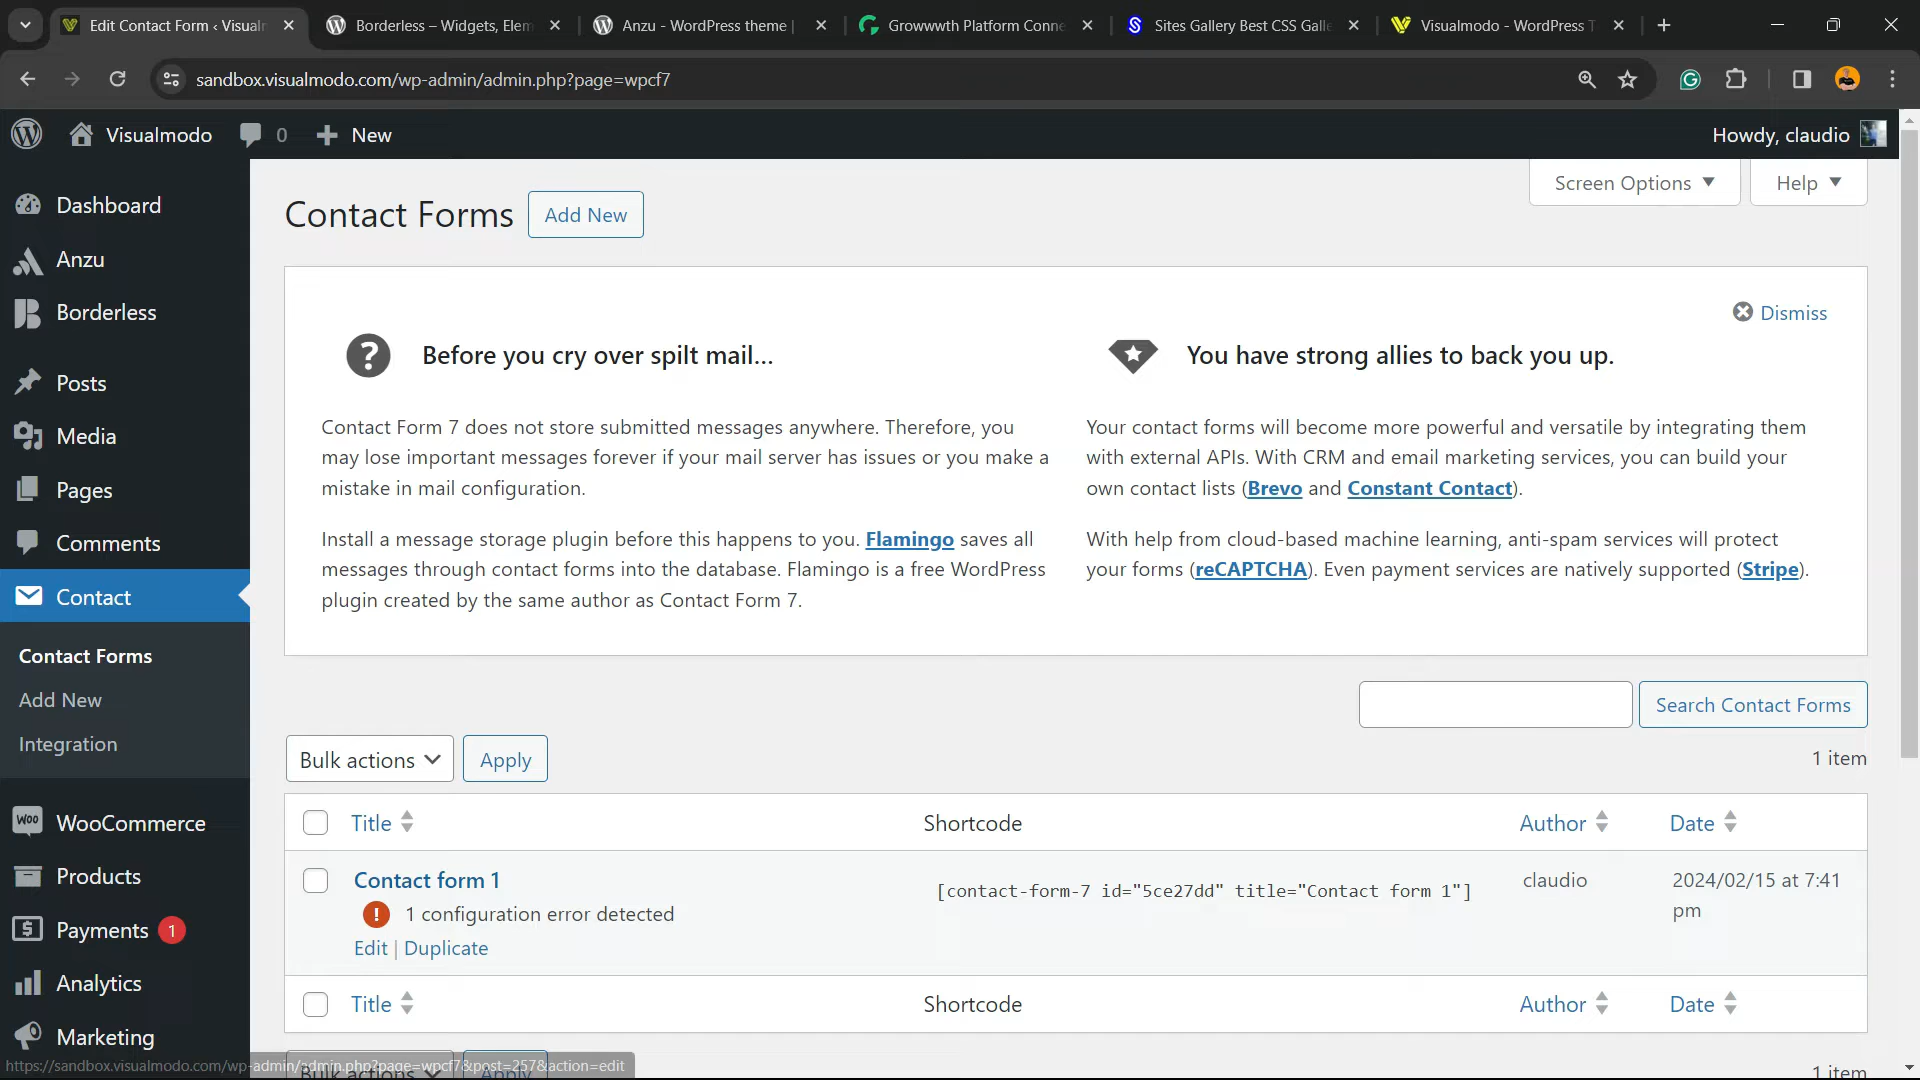 Edit Contact Form ‹ Visualm
Borderless – Widgets, Elem
Anzu - WordPress theme |
Growwwth Platform Conne
Sites Gallery Best CSS Galle
Visualmodo - WordPress T
sandbox.visualmodo.com/wp-admin/admin.php?page=wpcf7
Visualmodo
0
New
Howdy, claudio
Screen Options
Help
Dashboard
Anzu
Borderless
Posts
Media
Pages
Comments
Contact
Contact Forms
Add New
Integration
WooCommerce
Products
Payments 1
Analytics
Marketing
Contact Forms
Add New
Dismiss
Before you cry over spilt mail…
Contact Form 7 does not store submitted messages anywhere. Therefore, you
may lose important messages forever if your mail server has issues or you make a
mistake in mail configuration.
Install a message storage plugin before this happens to you. Flamingo saves all
messages through contact forms into the database. Flamingo is a free WordPress
plugin created by the same author as Contact Form 7.
You have strong allies to back you up.
Your contact forms will become more powerful and versatile by integrating them
with external APIs. With CRM and email marketing services, you can build your
own contact lists (Brevo and Constant Contact).
With help from cloud-based machine learning, anti-spam services will protect
your forms (reCAPTCHA). Even payment services are natively supported (Stripe).
Search Contact Forms
Bulk actions
Apply
1 item
Title
Shortcode
Author
Date
Contact form 1
1 configuration error detected
Edit | Duplicate
[contact-form-7 id="5ce27dd" title="Contact form 1"]
claudio
2024/02/15 at 7:41
pm
Title
Shortcode
Author
Date
Bulk actions
Apply
1 item
https://sandbox.visualmodo.com/wp-admin/admin.php?page=wpcf7&post=257&action=edit